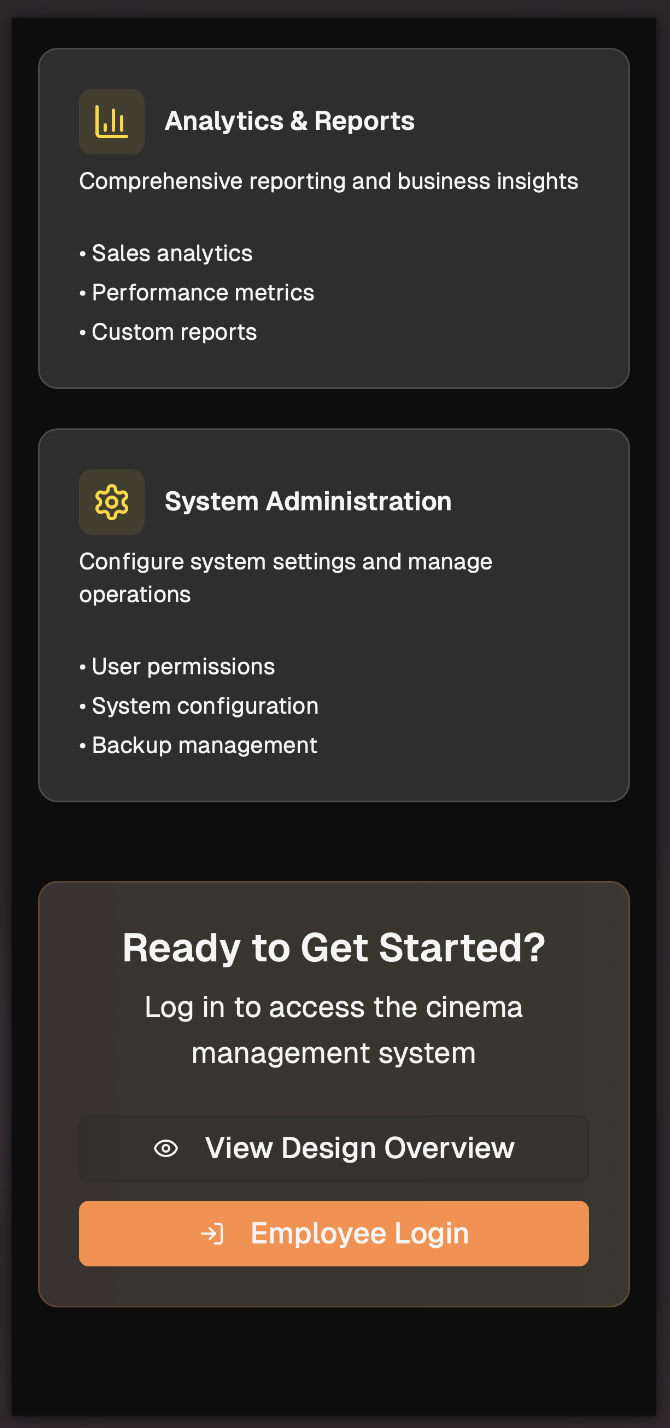 Analytics & Reports
Comprehensive reporting and business insights
• Sales analytics
• Performance metrics
• Custom reports
System Administration
Configure system settings and manage
operations
• User permissions
• System configuration
• Backup management
Ready to Get Started?
Log in to access the cinema
management system
View Design Overview
Employee Login